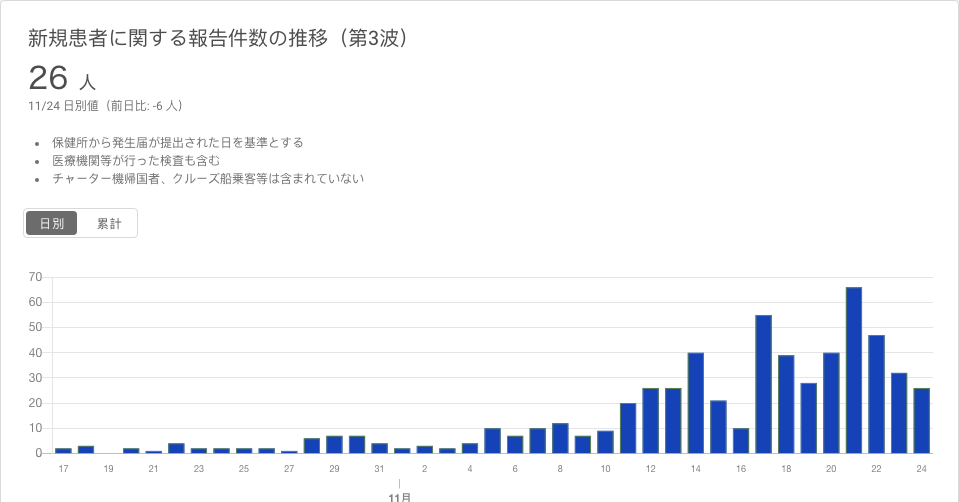 新規患者に関する報告件数の推移（第3波）
26 人
11/24 日別値（前日比: -6 人）
保健所から発生届が提出された日を基準とする
医療機関等が行った検査も含む
チャーター機帰国者、クルーズ船乗客等は含まれていない
日別 累計
70
60
50
40
30
20
10
0
17 19 21 23 25 27 29 31 2 4 6 8 10 12 14 16 18 20 22 24
11月